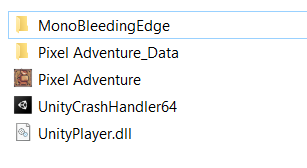 MonoBleedingEdge
Pixel Adventure_Data
Pixel Adventure
UnityCrashHandler64
UnityPlayer.dll